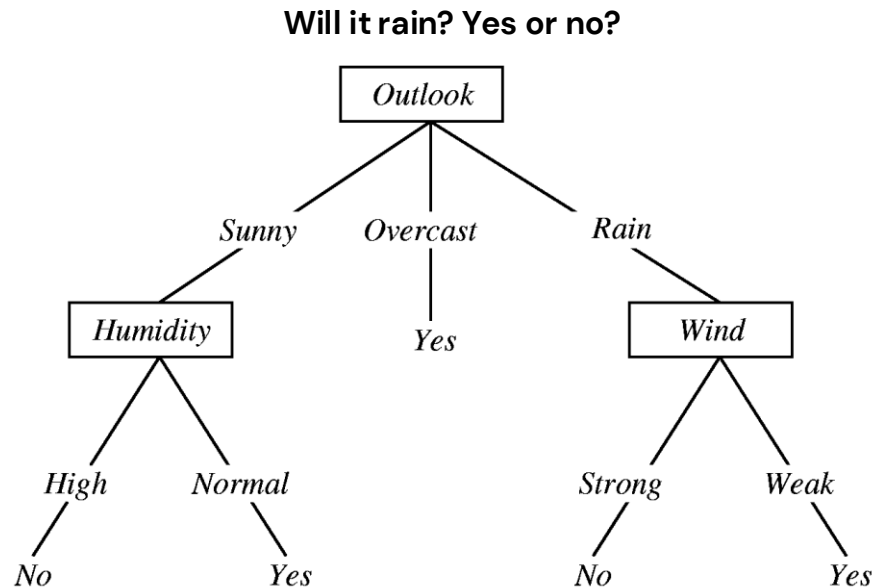 Will it rain? Yes or no?
Outlook
Sunny Overcast Rain
Humidity Yes Wind
High Normal Strong Weak
No Yes No Yes